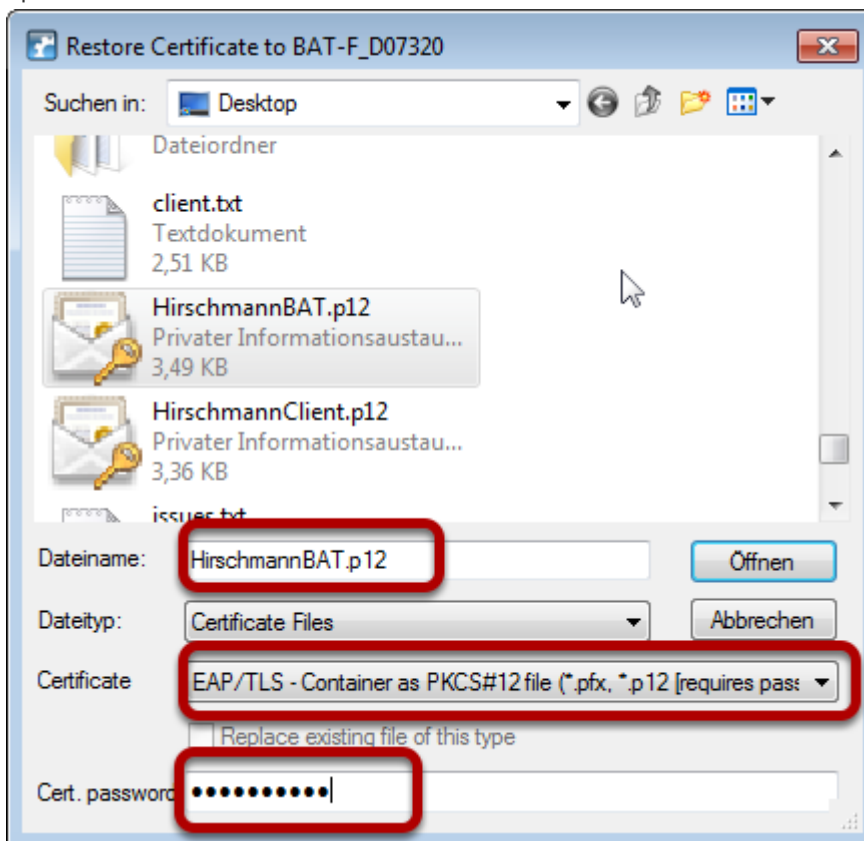 Restore Certificate to BAT-F_D07320
Suchen in: Desktop
Dateiordner
client.txt
Textdokument
2,51 KB
HirschmannBAT.p12
Privater Informationsaustau...
3,49 KB
HirschmannClient.p12
Privater Informationsaustau...
3,36 KB
issues.txt
Dateiname: HirschmannBAT.p12 Öffnen
Dateityp: Certificate Files Abbrechen
Certificate EAP/TLS - Container as PKCS#12 file (*.pfx, *.p12 [requires pass
Replace existing file of this type
Cert. password ●●●●●●●●●●